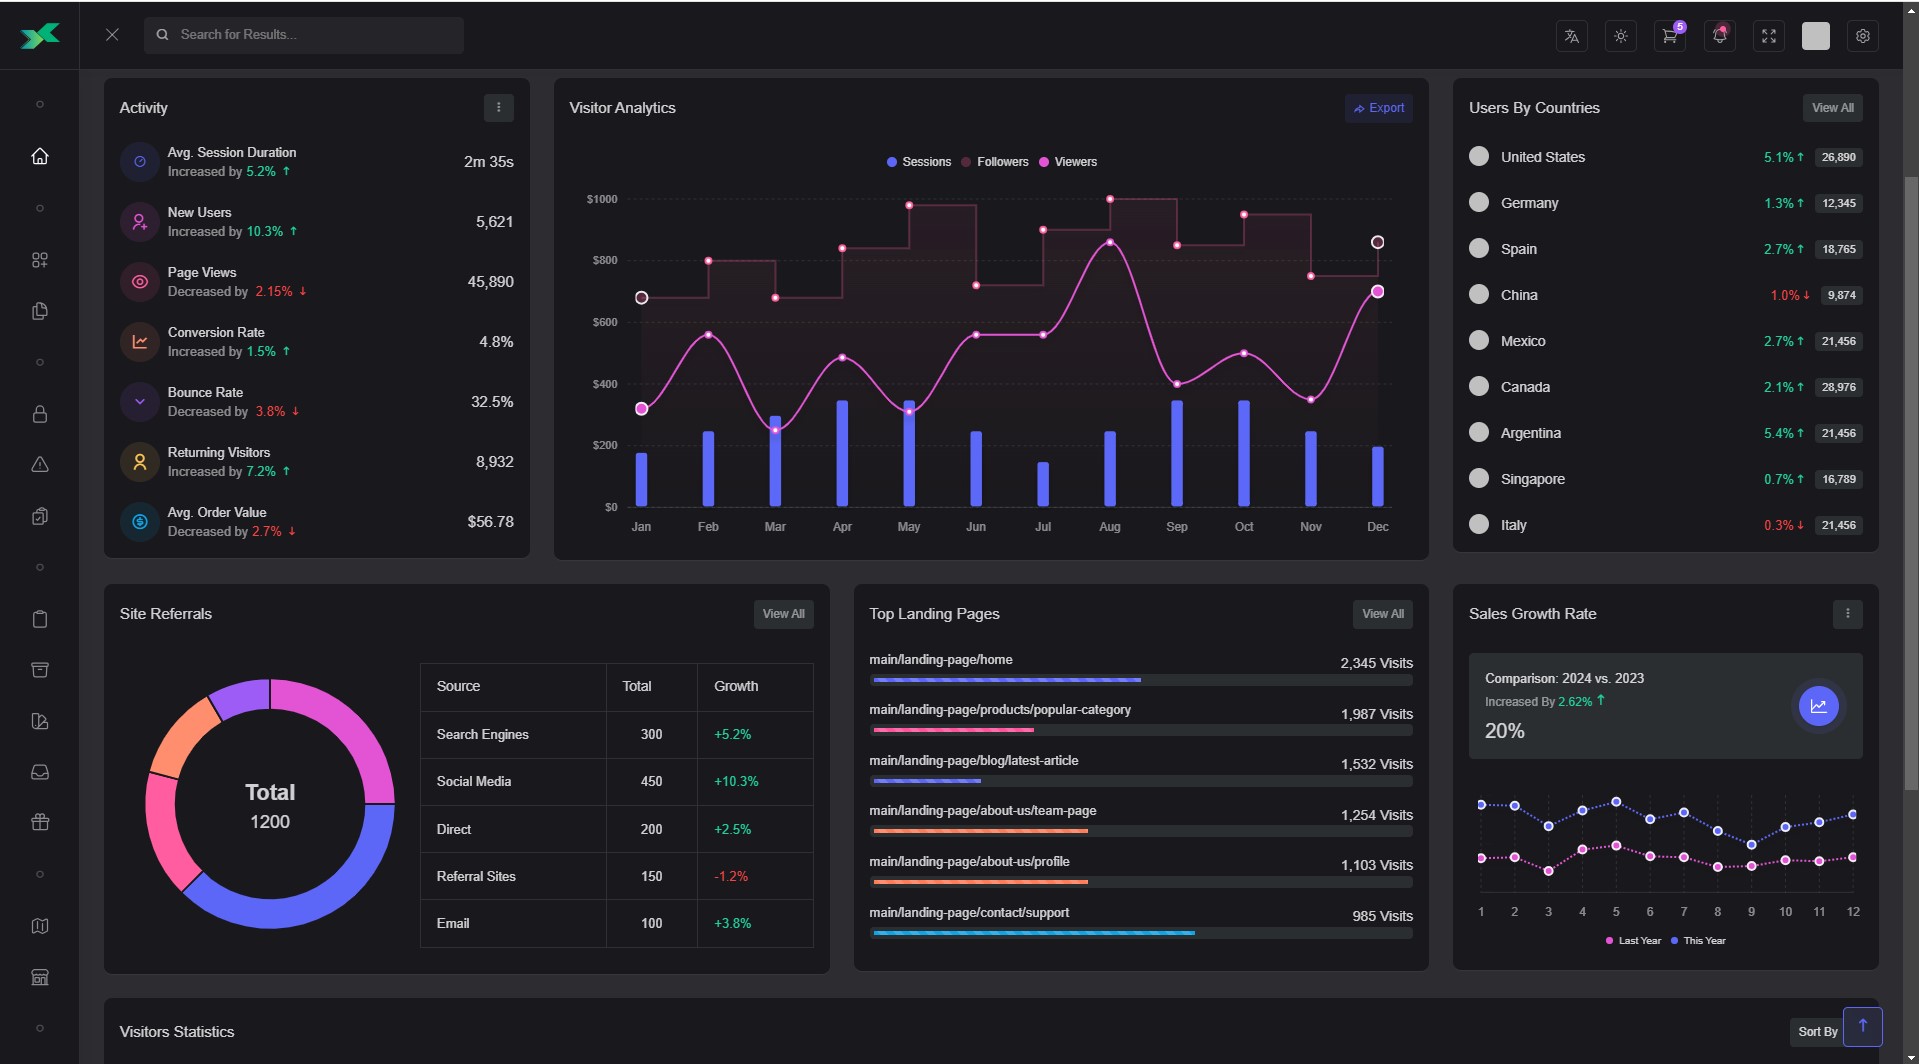 Search for Results...
5
Activity
Avg. Session Duration
Increased by 5.2% ↑
2m 35s
New Users
Increased by 10.3% ↑
5,621
Page Views
Decreased by 2.15% ↓
45,890
Conversion Rate
Increased by 1.5% ↑
4.8%
Bounce Rate
Decreased by 3.8% ↓
32.5%
Returning Visitors
Increased by 7.2% ↑
8,932
Avg. Order Value
Decreased by 2.7% ↓
$56.78
Visitor Analytics
Export
Sessions Followers Viewers
$1000
$800
$600
$400
$200
$0
Jan Feb Mar Apr May Jun Jul Aug Sep Oct Nov Dec
Users By Countries
View All
United States 5.1% ↑ 26,890
Germany 1.3% ↑ 12,345
Spain 2.7% ↑ 18,765
China 1.0% ↓ 9,874
Mexico 2.7% ↑ 21,456
Canada 2.1% ↑ 28,976
Argentina 5.4% ↑ 21,456
Singapore 0.7% ↑ 16,789
Italy 0.3% ↓ 21,456
Site Referrals
View All
Total
1200
Source Total Growth
Search Engines 300 +5.2%
Social Media 450 +10.3%
Direct 200 +2.5%
Referral Sites 150 -1.2%
Email 100 +3.8%
Top Landing Pages
View All
main/landing-page/home 2,345 Visits
main/landing-page/products/popular-category 1,987 Visits
main/landing-page/blog/latest-article 1,532 Visits
main/landing-page/about-us/team-page 1,254 Visits
main/landing-page/about-us/profile 1,103 Visits
main/landing-page/contact/support 985 Visits
Sales Growth Rate
Comparison: 2024 vs. 2023
Increased By 2.62% ↑
20%
1 2 3 4 5 6 7 8 9 10 11 12
Last Year This Year
Visitors Statistics
Sort By